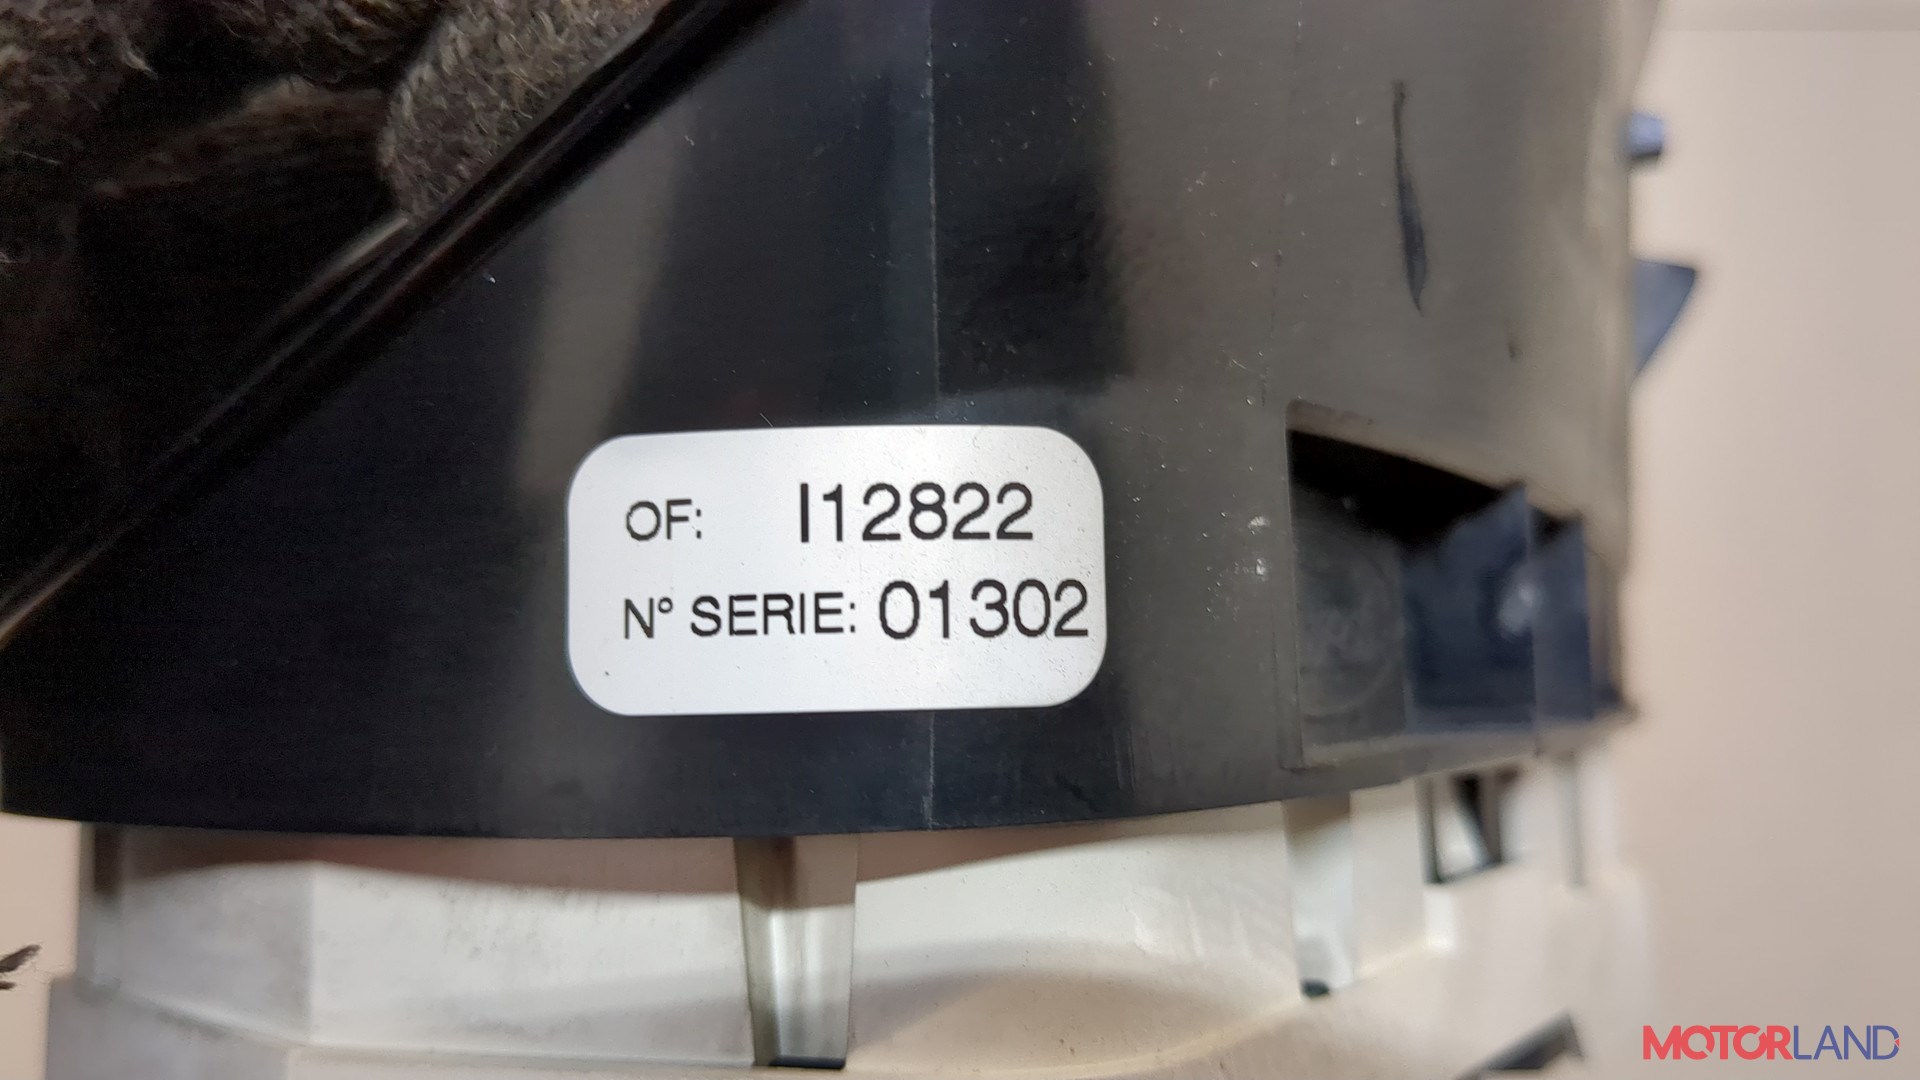 OF: I12822
N° SERIE: 01302
MOTORLAND